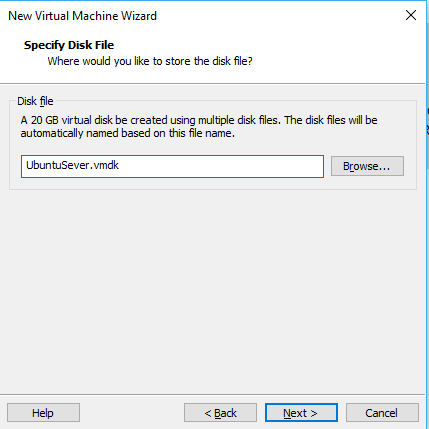 New Virtual Machine Wizard
Specify Disk File
Where would you like to store the disk file?
Disk file
A 20 GB virtual disk be created using multiple disk files. The disk files will be
automatically named based on this file name.
UbuntuSever.vmdk
Browse...
Help
< Back
Next >
Cancel